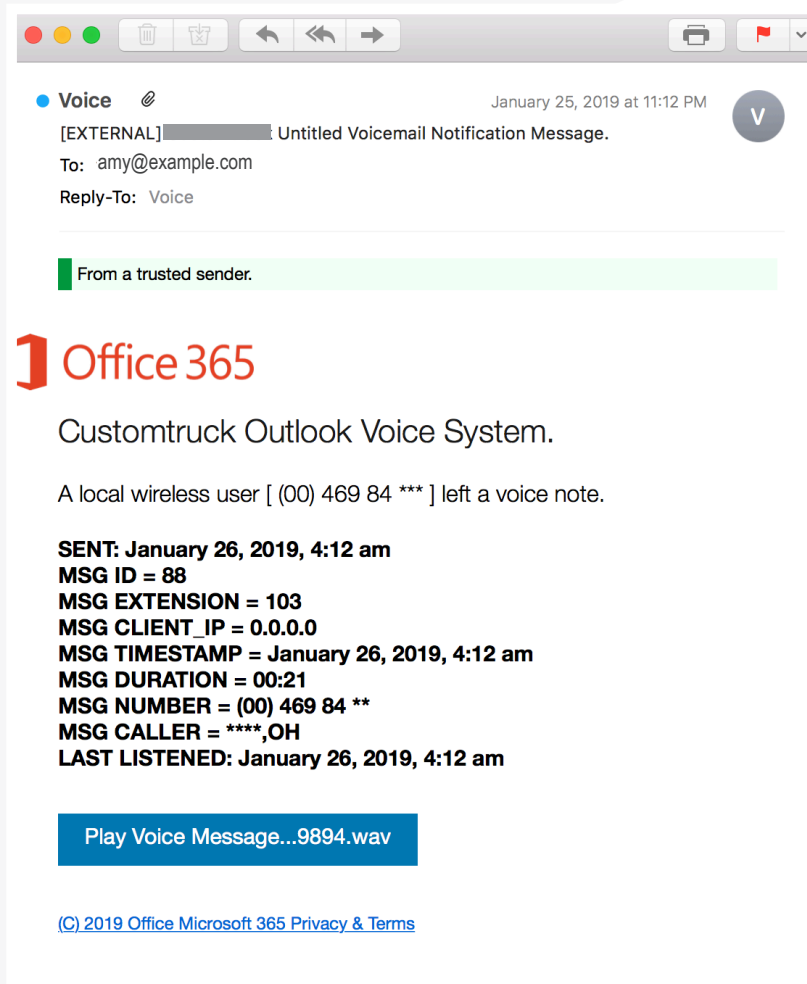 Voice
January 25, 2019 at 11:12 PM
V
[EXTERNAL] : Untitled Voicemail Notification Message.
To: amy@example.com
Reply-To: Voice
From a trusted sender.
Office 365
Customtruck Outlook Voice System.
A local wireless user [ (00) 469 84 *** ] left a voice note.
SENT: January 26, 2019, 4:12 am
MSG ID = 88
MSG EXTENSION = 103
MSG CLIENT_IP = 0.0.0.0
MSG TIMESTAMP = January 26, 2019, 4:12 am
MSG DURATION = 00:21
MSG NUMBER = (00) 469 84 **
MSG CALLER = ****,OH
LAST LISTENED: January 26, 2019, 4:12 am
Play Voice Message...9894.wav
(C) 2019 Office Microsoft 365 Privacy & Terms